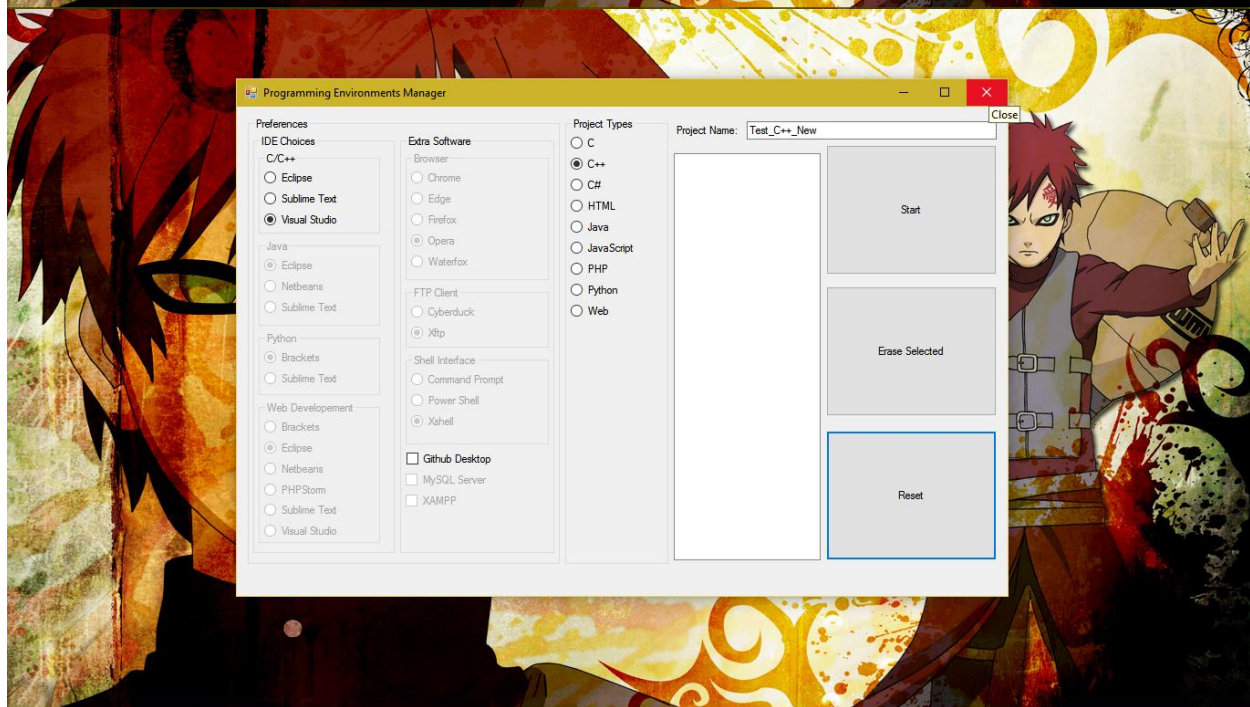 Programming Environments Manager
Close
Preferences
IDE Choices
C/C++
Eclipse
Sublime Text
Visual Studio
Java
Eclipse
Netbeans
Sublime Text
Python
Brackets
Sublime Text
Web Developement
Brackets
Eclipse
Netbeans
PHPStorm
Sublime Text
Visual Studio
Extra Software
Browser
Chrome
Edge
Firefox
Opera
Waterfox
FTP Client
Cyberduck
Xftp
Shell Interface
Command Prompt
Power Shell
Xshell
Github Desktop
MySQL Server
XAMPP
Project Types
C
C++
C#
HTML
Java
JavaScript
PHP
Python
Web
Project Name: Test_C++_New
Start
Erase Selected
Reset